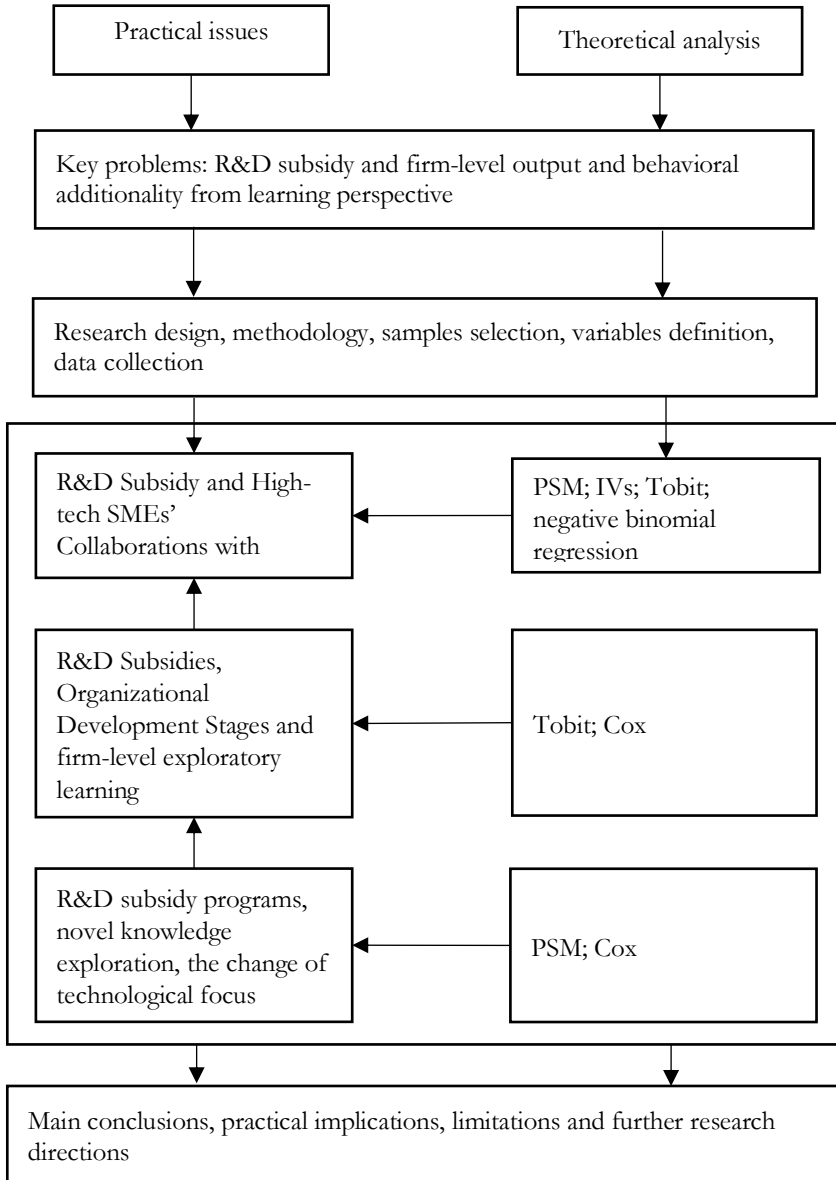 Practical issues
Theoretical analysis
Key problems: R&D subsidy and firm-level output and behavioral
additionality from learning perspective
Research design, methodology, samples selection, variables definition,
data collection
R&D Subsidy and High-
tech SMEs’
Collaborations with
PSM; IVs; Tobit;
negative binomial
regression
R&D Subsidies,
Organizational
Development Stages and
firm-level exploratory
learning
Tobit; Cox
R&D subsidy programs,
novel knowledge
exploration, the change of
technological focus
PSM; Cox
Main conclusions, practical implications, limitations and further research
directions